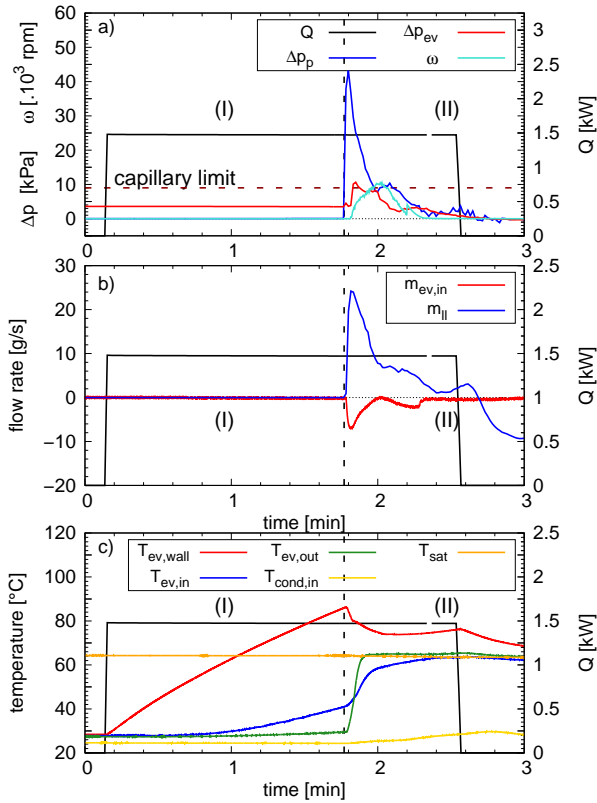 a)
Q
Δp_ev
Δp_p
ω
(I)
(II)
capillary limit
Δp [kPa] ω [.10^3 rpm]
60
50
40
30
20
10
0
Q [kW]
3
2.5
2
1.5
1
0.5
0
0
1
2
3
b)
m_ev,in
m_ll
(I)
(II)
flow rate [g/s]
30
20
10
0
-10
-20
Q [kW]
2.5
2
1.5
1
0.5
0
0
1
2
3
time [min]
c)
T_ev,wall
T_ev,out
T_sat
T_ev,in
T_cond,in
(I)
(II)
temperature [°C]
120
100
80
60
40
20
Q [kW]
2.5
2
1.5
1
0.5
0
0
1
2
3
time [min]